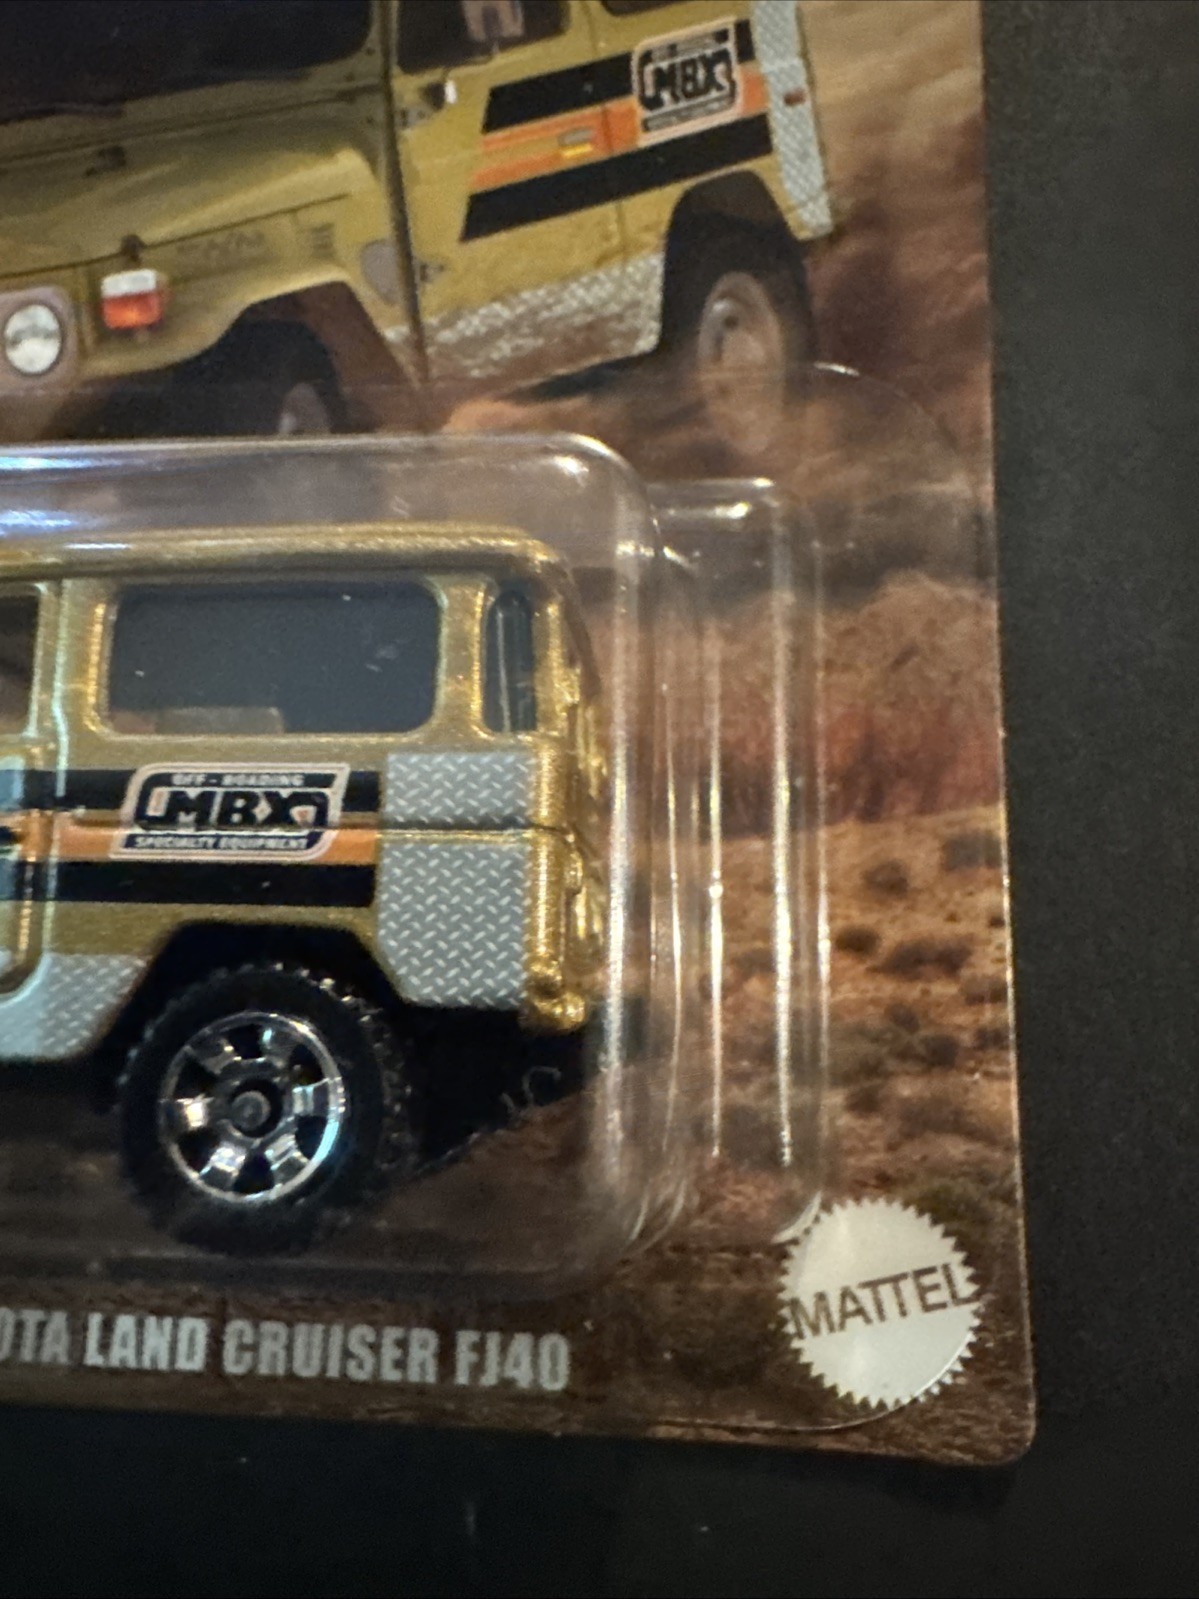 MBX
OFF-ROADING
MBX
SPECIALTY EQUIPMENT
OTA LAND CRUISER FJ40
MATTEL